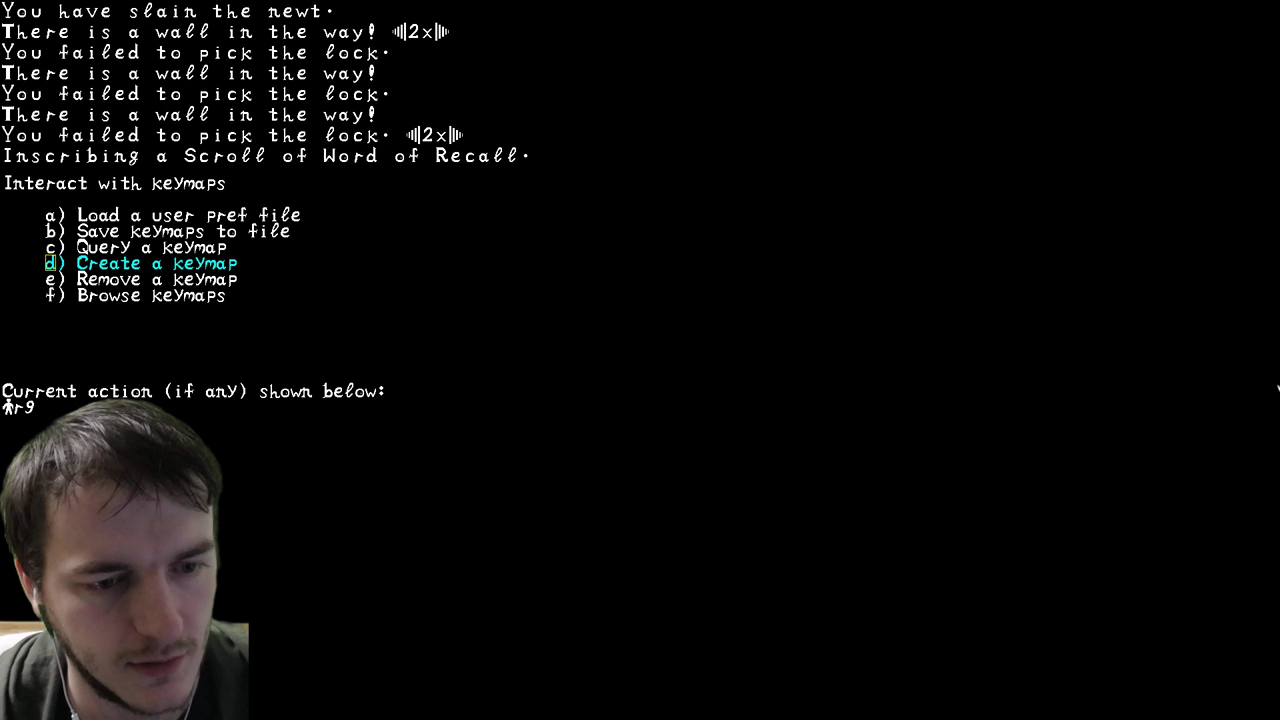 You have slain the newt.
There is a wall in the way! 2x
You failed to pick the lock.
There is a wall in the way!
You failed to pick the lock.
There is a wall in the way!
You failed to pick the lock. 2x
Inscribing a Scroll of Word of Recall.
Interact with keymaps
a) Load a user pref file
b) Save keymaps to file
c) Query a keymap
d) Create a keymap
e) Remove a keymap
f) Browse keymaps
Current action (if any) shown below:
r9